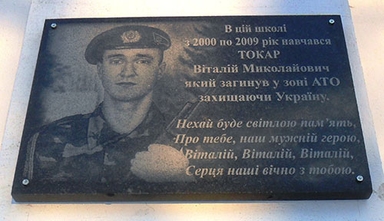 В цій школі
з 2000 по 2009 рік навчався
ТОКАР
Віталій Миколайович
який загинув у зоні АТО
захищаючи Україну.
Нехай буде світлою пам'ять,
Про тебе, наш мужній герою,
Віталій, Віталій, Віталій,
Серця наші вічно з тобою.